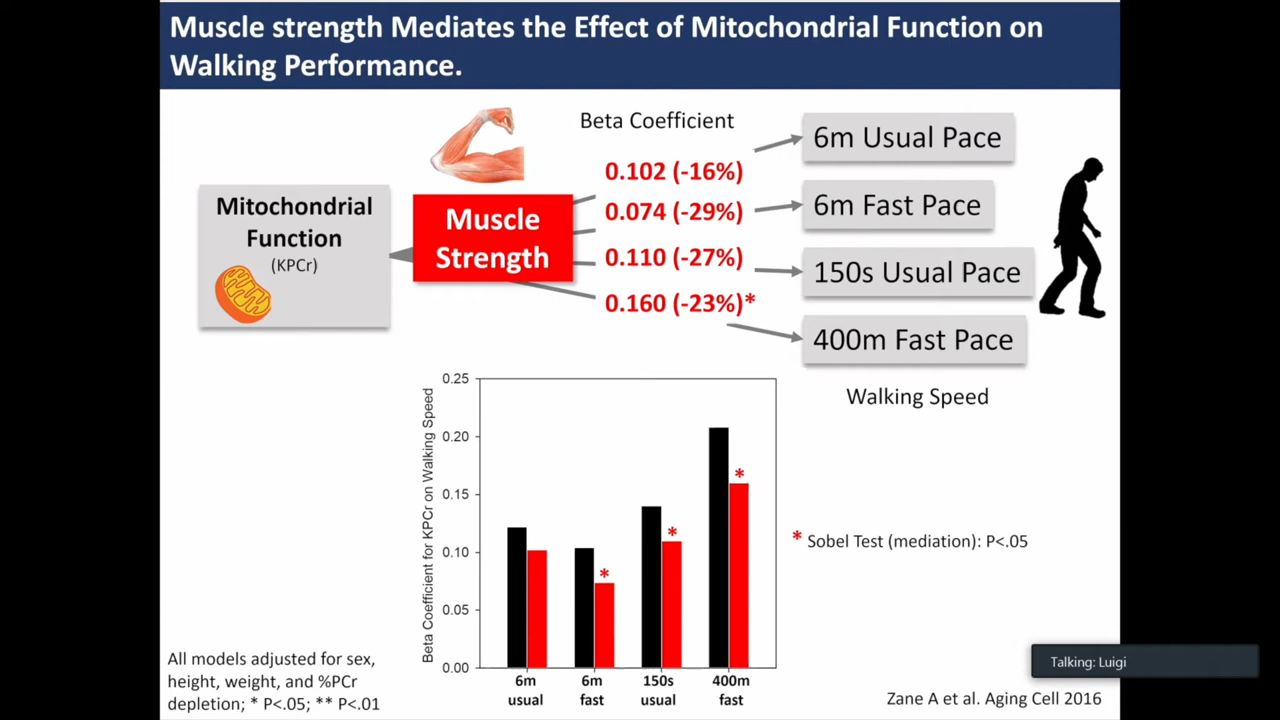 Muscle strength Mediates the Effect of Mitochondrial Function on
Walking Performance.
Beta Coefficient
Mitochondrial
Function
(KPCr)
Muscle
Strength
0.102 (-16%)
0.074 (-29%)
0.110 (-27%)
0.160 (-23%)*
6m Usual Pace
6m Fast Pace
150s Usual Pace
400m Fast Pace
Walking Speed
Beta Coefficient for KPCr on Walking Speed
0.25
0.20
0.15
0.10
0.05
0.00
*
*
*
6m
usual
6m
fast
150s
usual
400m
fast
* Sobel Test (mediation): P<.05
All models adjusted for sex,
height, weight, and %PCr
depletion; * P<.05; ** P<.01
Talking: Luigi
Zane A et al. Aging Cell 2016